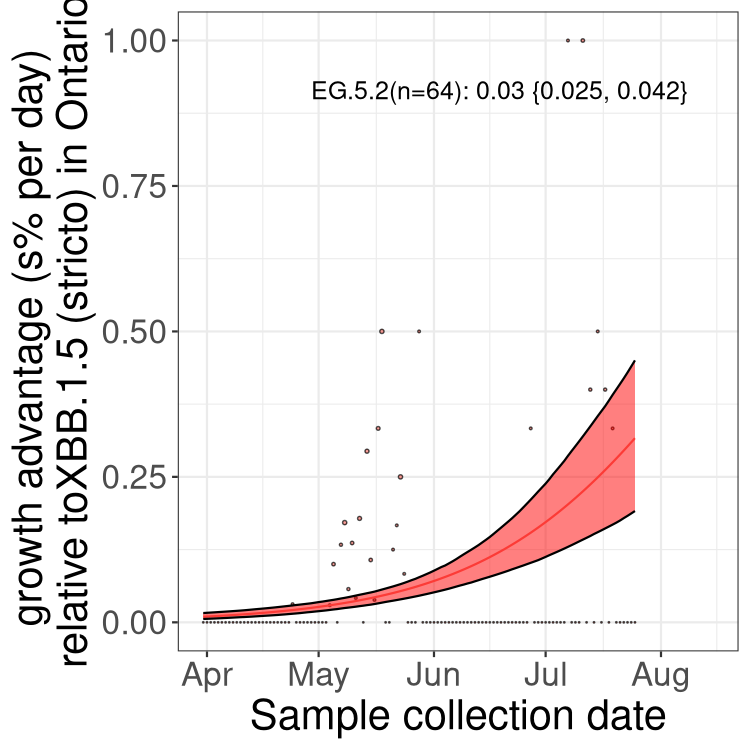 growth advantage (s% per day)
relative toXBB.1.5 (stricto) in Ontario
1.00
0.75
0.50
0.25
0.00
EG.5.2(n=64): 0.03 {0.025, 0.042}
Apr May Jun Jul Aug
Sample collection date